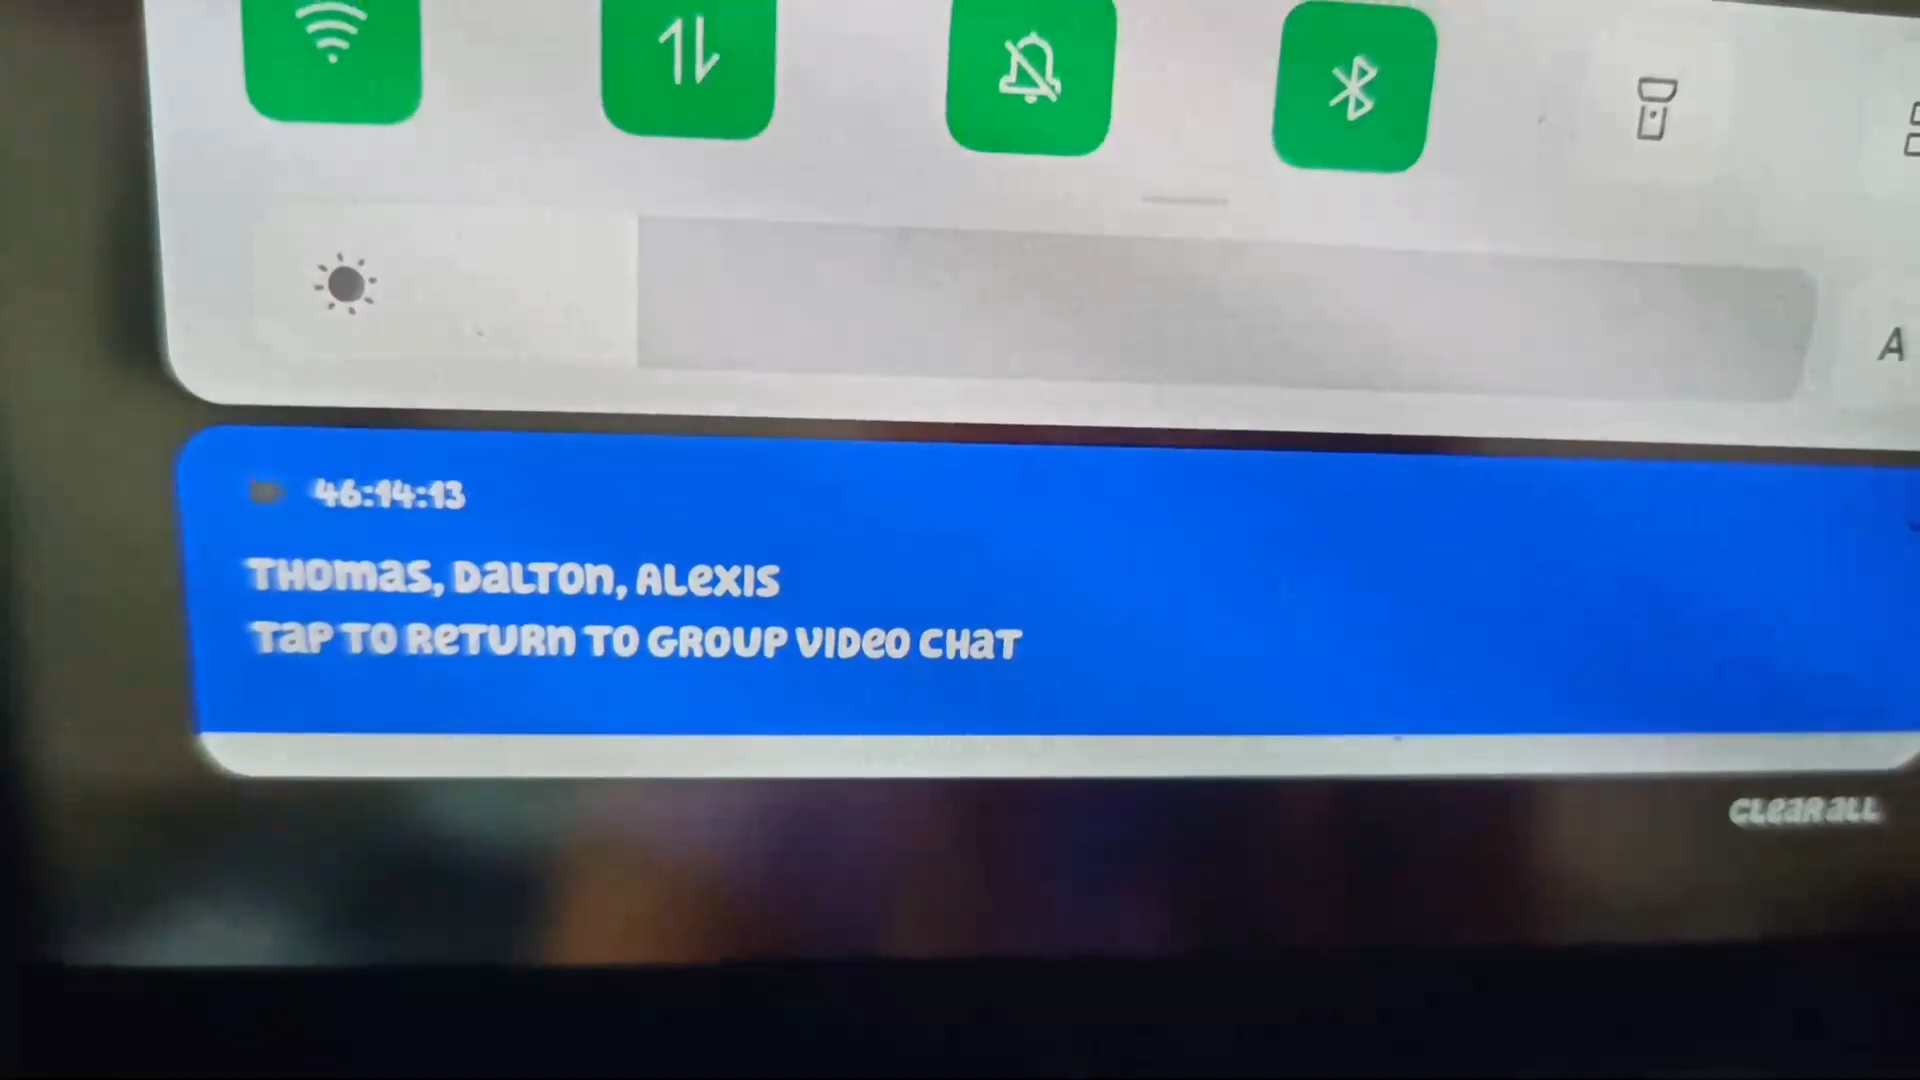 A
46:14:13
THomas, DaLTon, ALexIS
Tap TO ReTURn TO GROUP VIDeO CHaT
CLeaR aLL